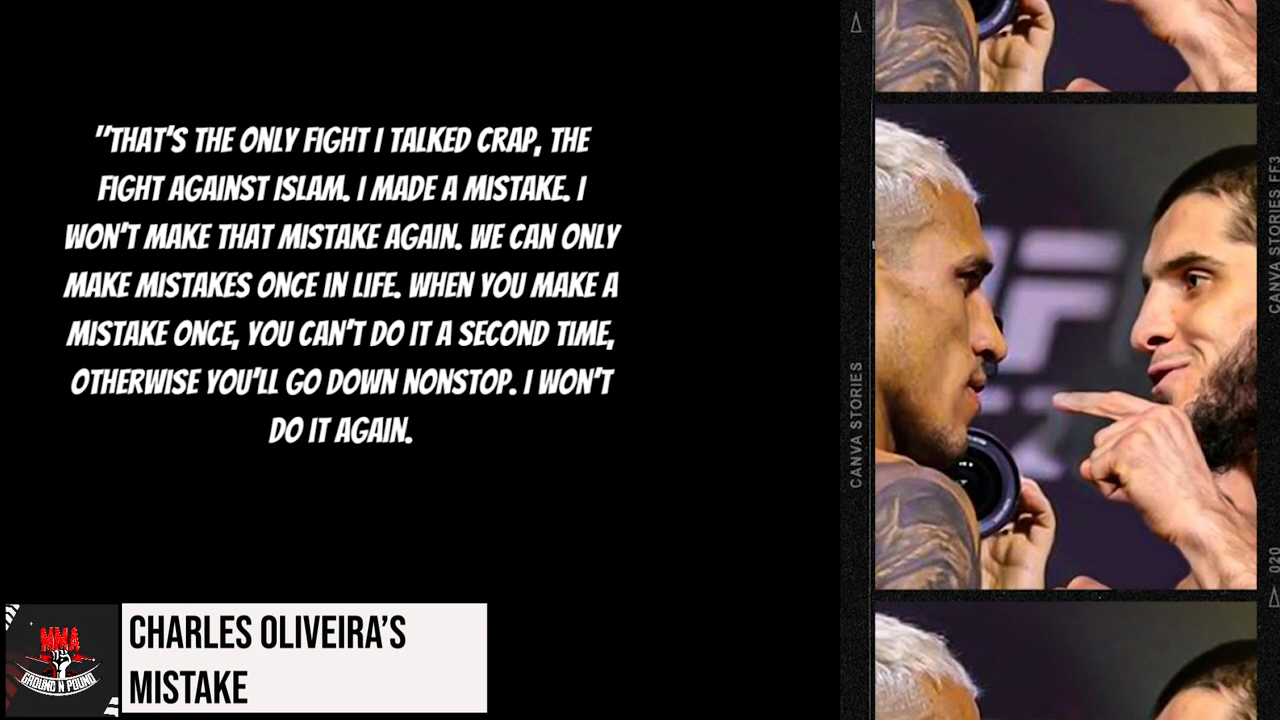 "THAT'S THE ONLY FIGHT I TALKED CRAP, THE
FIGHT AGAINST ISLAM. I MADE A MISTAKE. I
WON'T MAKE THAT MISTAKE AGAIN. WE CAN ONLY
MAKE MISTAKES ONCE IN LIFE. WHEN YOU MAKE A
MISTAKE ONCE, YOU CAN'T DO IT A SECOND TIME,
OTHERWISE YOU'LL GO DOWN NONSTOP. I WON'T
DO IT AGAIN.
MMA
GROUND N POUND
CHARLES OLIVEIRA'S
MISTAKE
CANVA STORIES
CANVA STORIES FF3
020